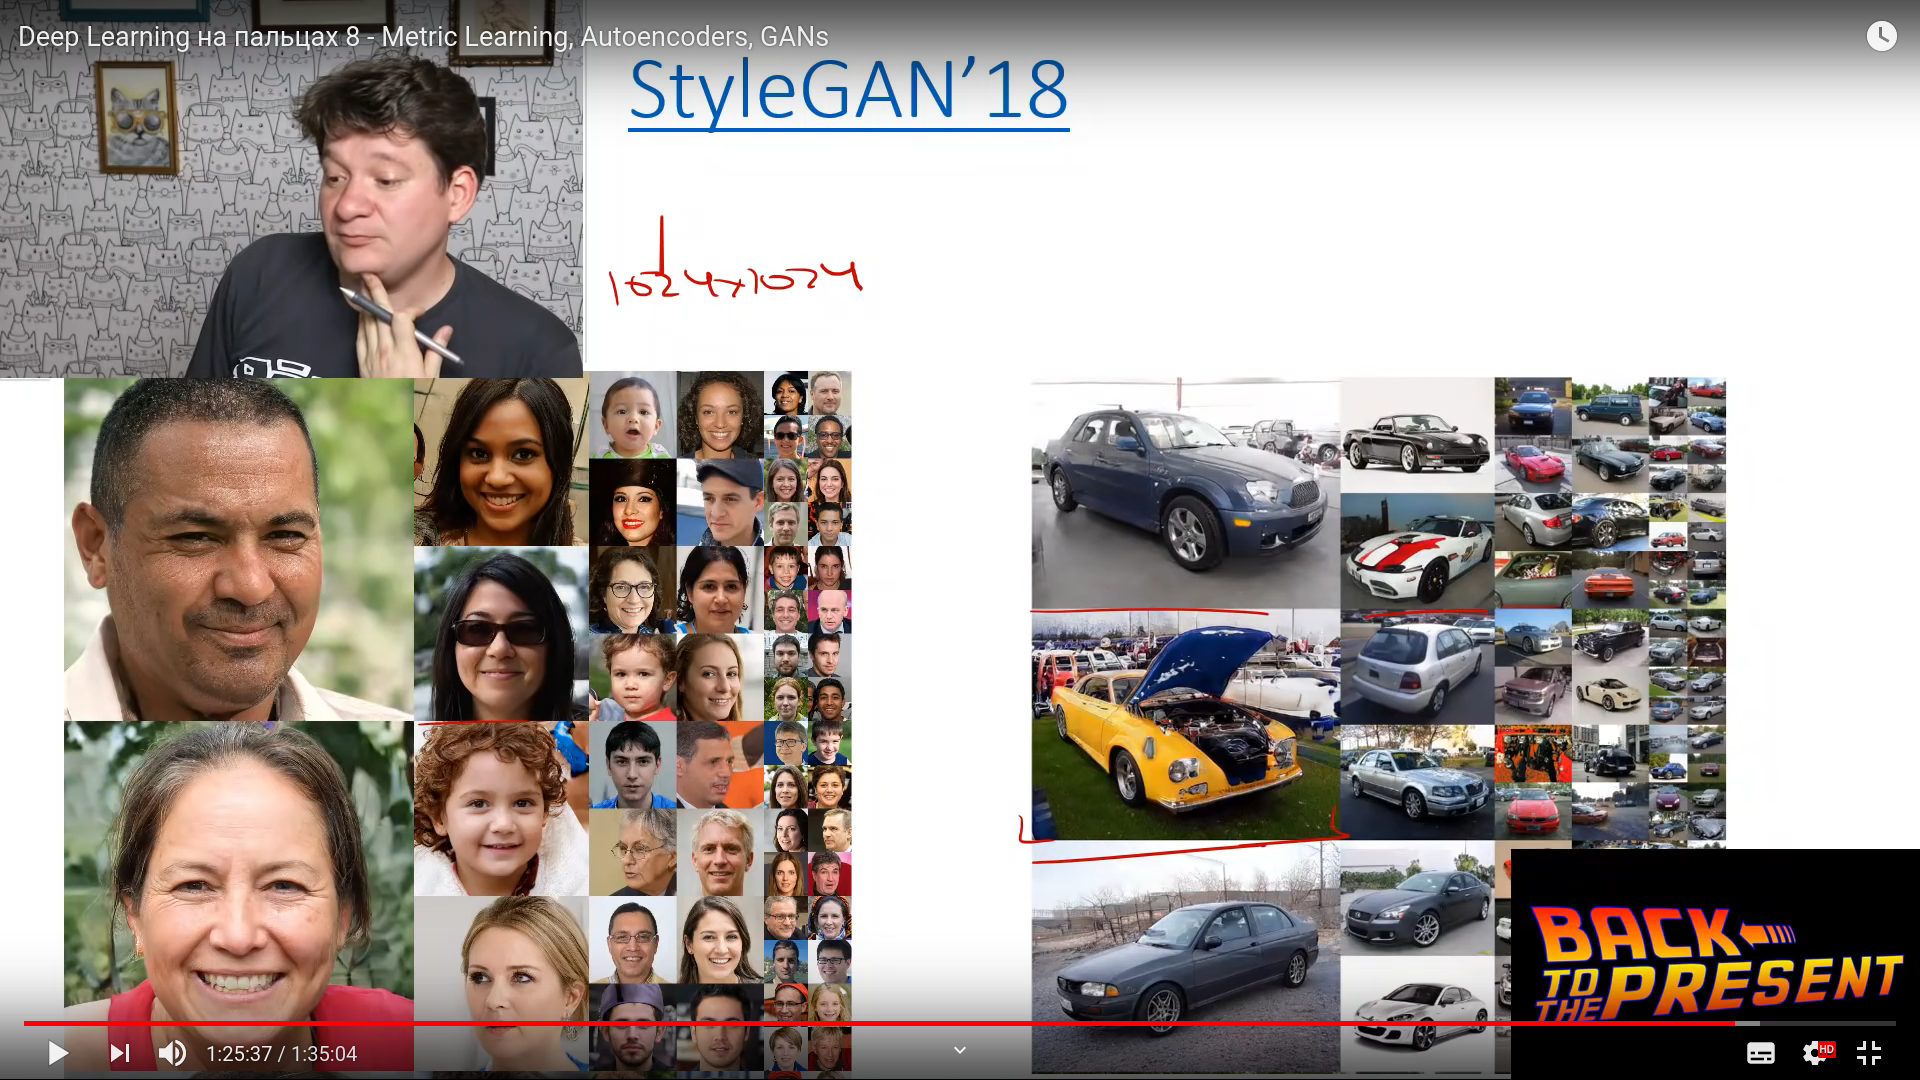 Deep Learning на пальцах 8 - Metric Learning, Autoencoders, GANs
StyleGAN’18
1024x1024
BACK
TO
THE PRESENT
1:25:37 / 1:35:04
HD